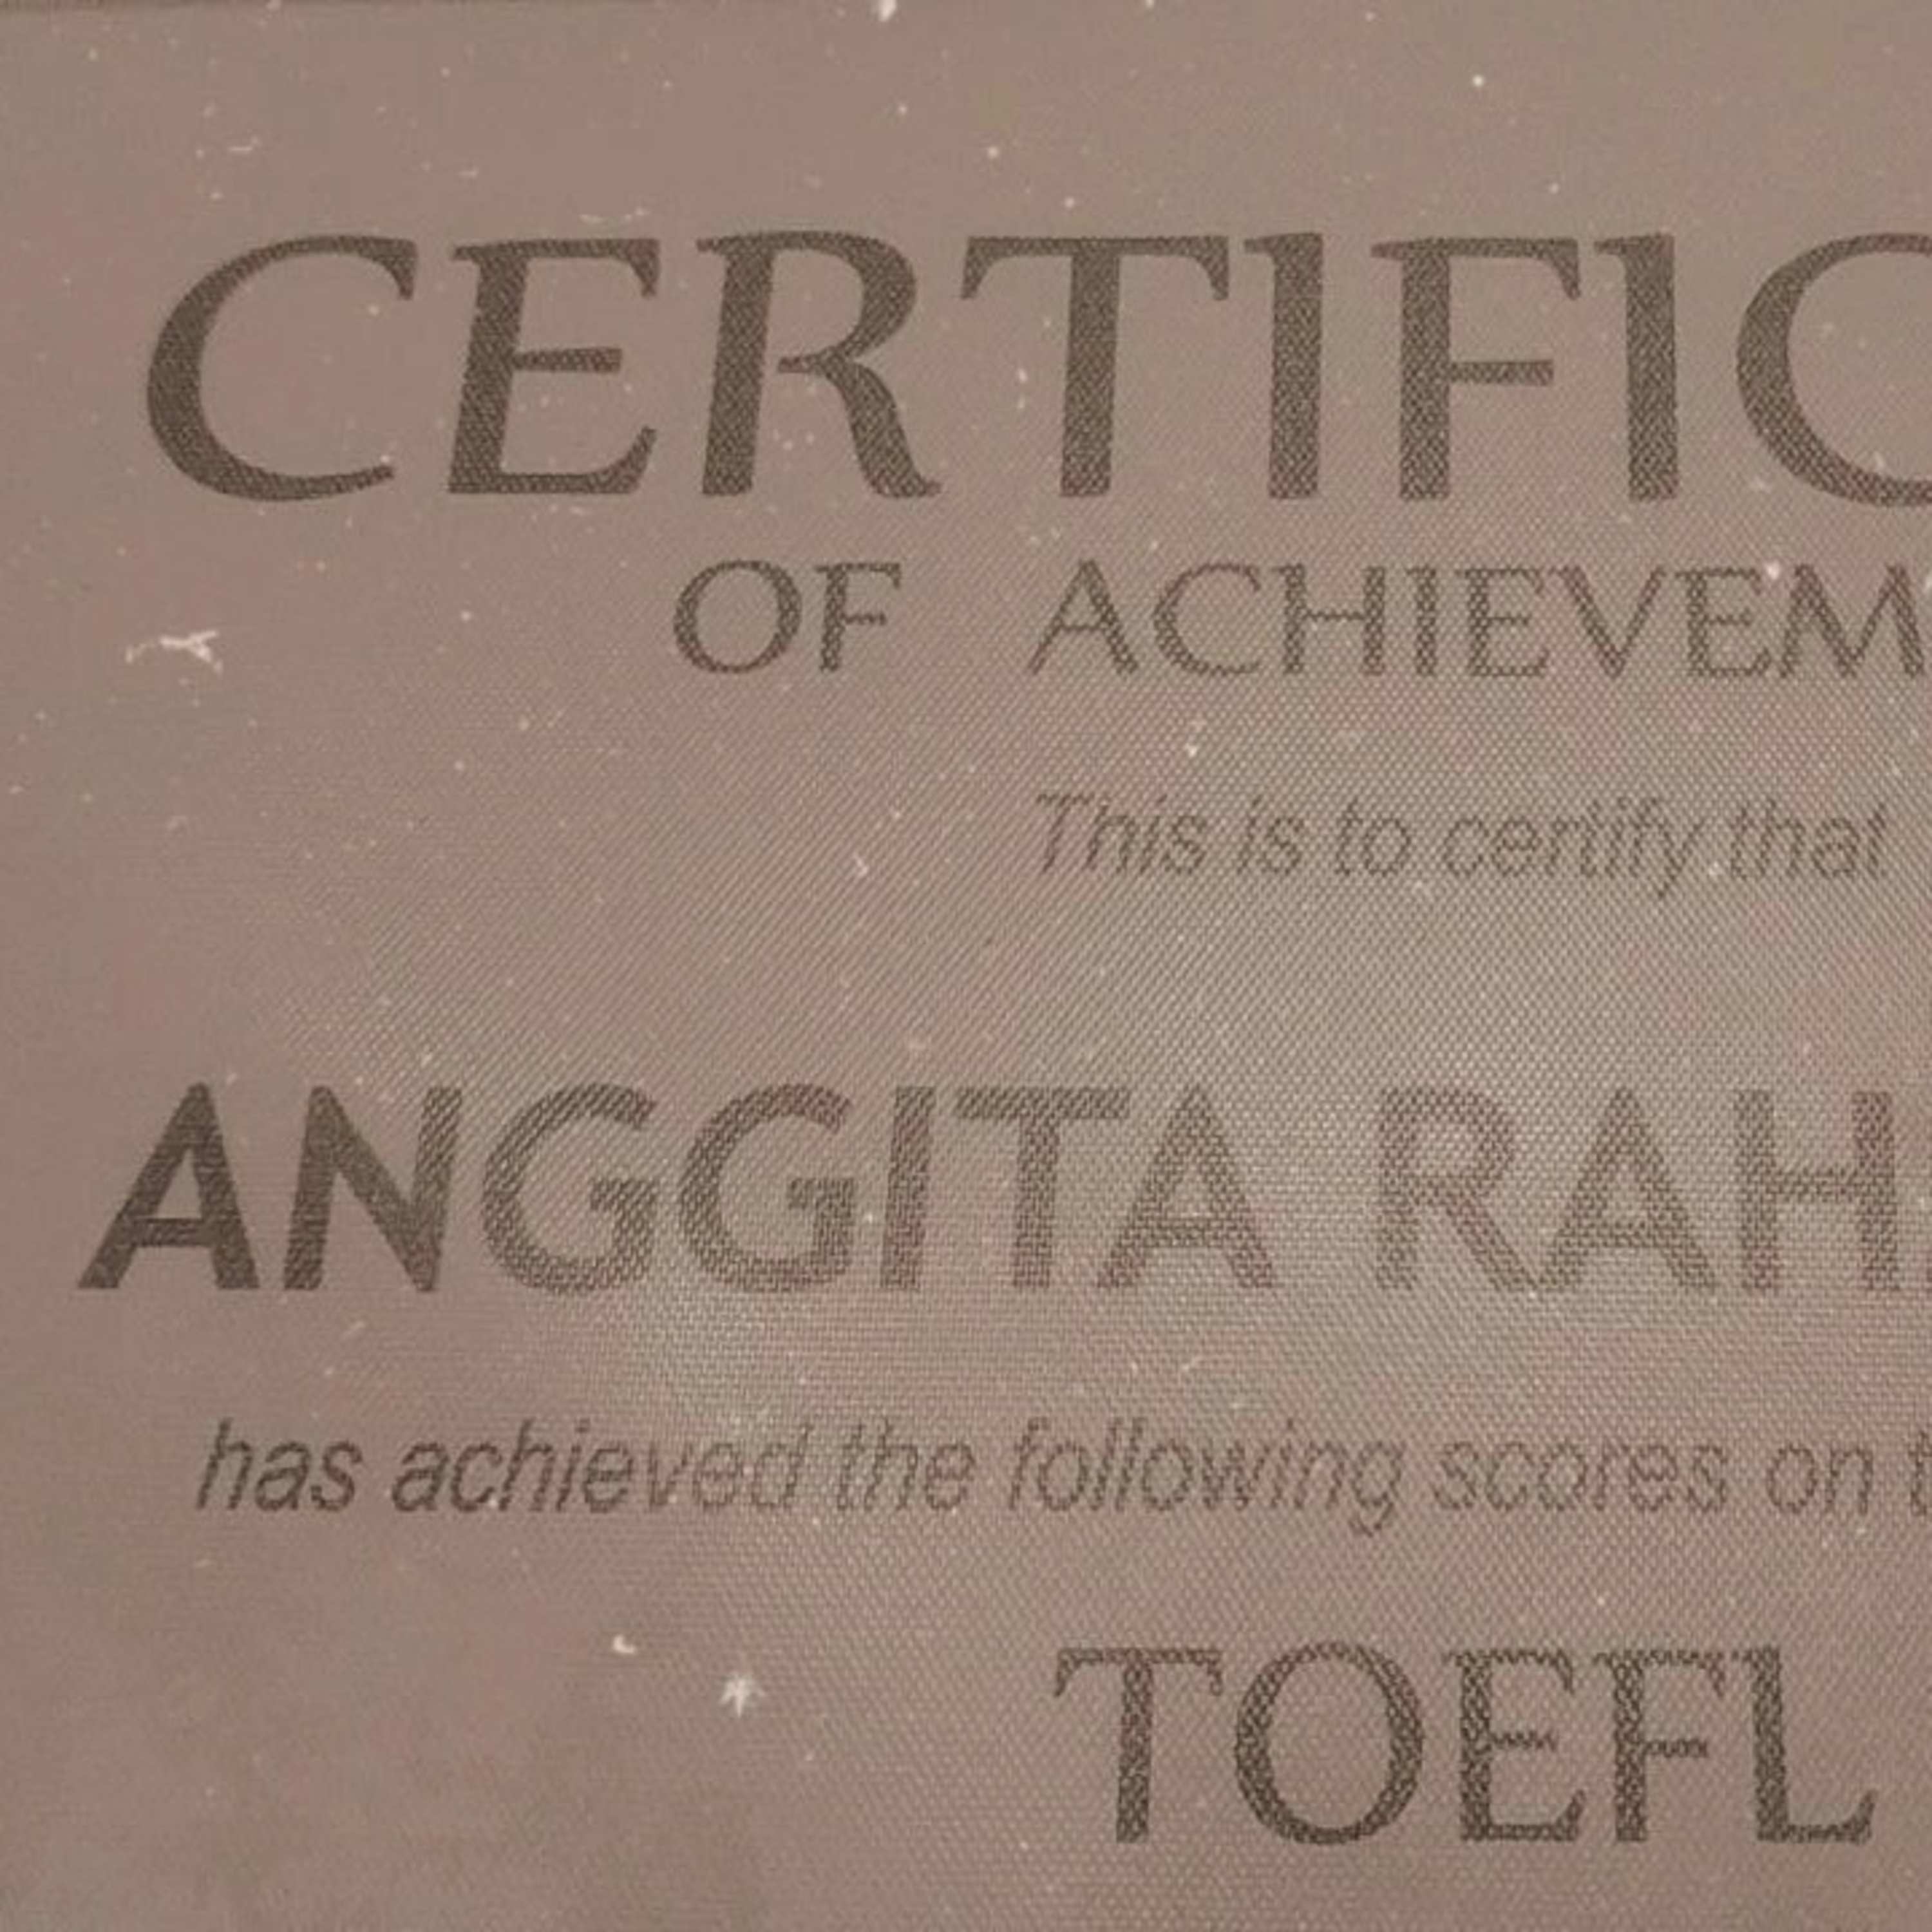 CERTIFIC
OF ACHIEVEM
This is to certify that
ANGGITA RAH
has achieved the following scores on t
TOEFL